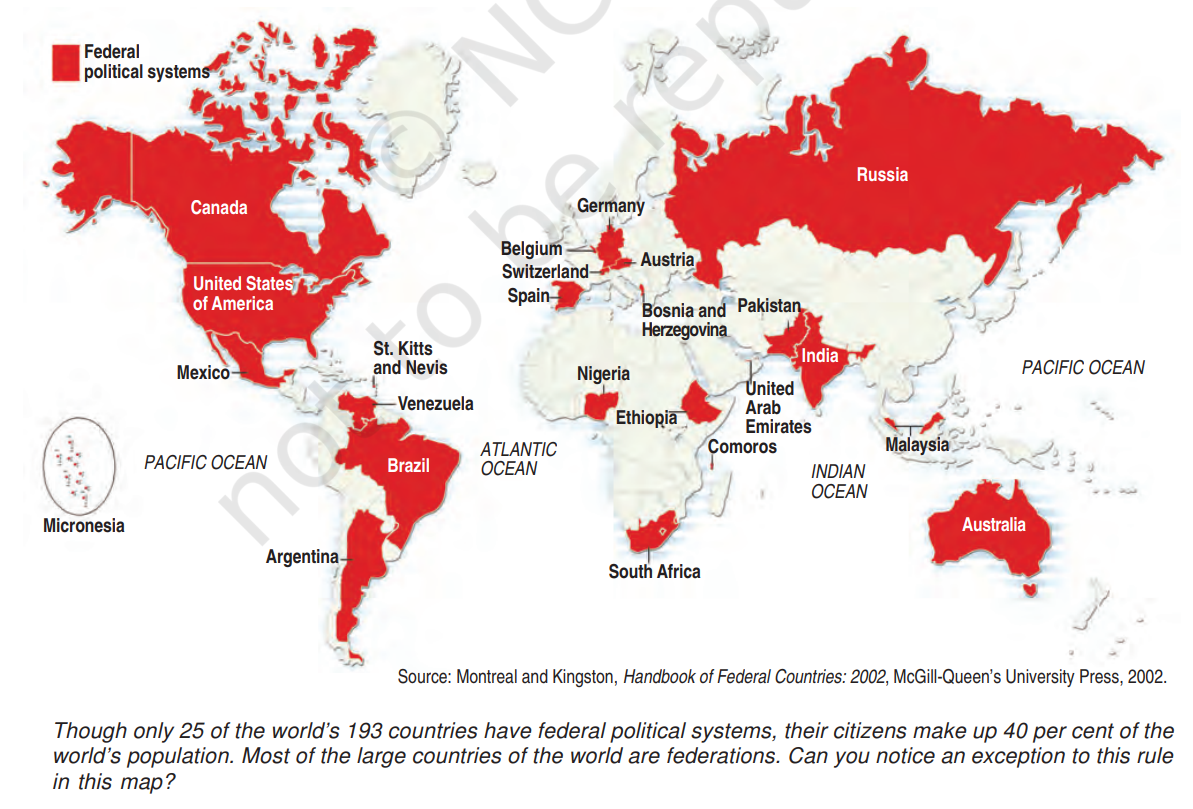 Federal
political systems
Canada
United States
of America
Mexico
St. Kitts
and Nevis
Venezuela
Brazil
Argentina
Micronesia
PACIFIC OCEAN
ATLANTIC
OCEAN
Germany
Belgium
Switzerland
Austria
Spain
Bosnia and
Herzegovina
Russia
Pakistan
India
Nigeria
Ethiopia
United
Arab
Emirates
Comoros
Malaysia
INDIAN
OCEAN
PACIFIC OCEAN
Australia
South Africa
© NC
not to be rep
Source: Montreal and Kingston, Handbook of Federal Countries: 2002, McGill-Queen's University Press, 2002.
Though only 25 of the world's 193 countries have federal political systems, their citizens make up 40 per cent of the
world's population. Most of the large countries of the world are federations. Can you notice an exception to this rule
in this map?